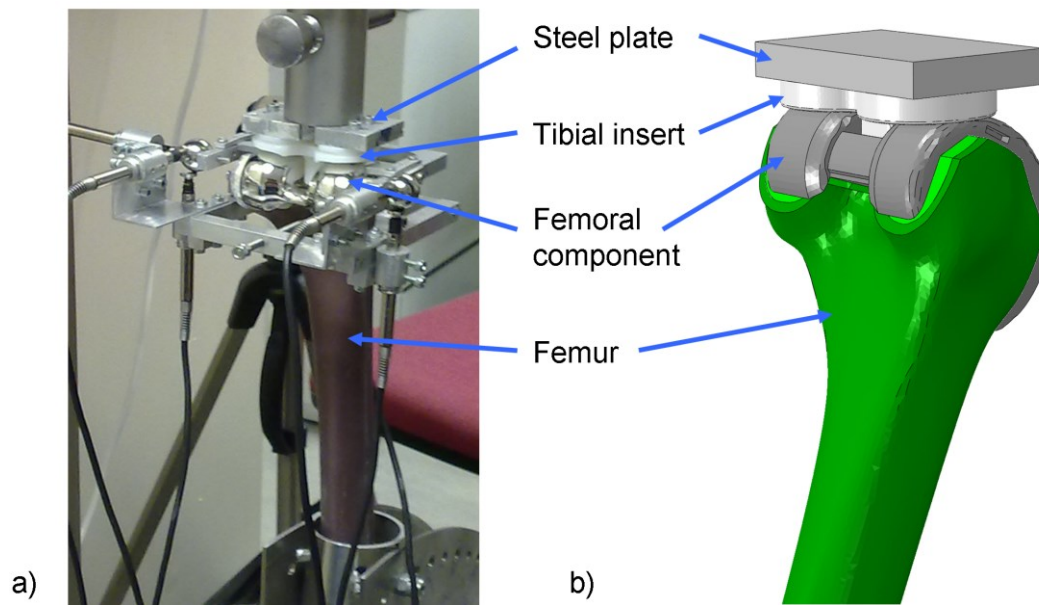 Steel plate
Tibial insert
Femoral
component
Femur
a)
b)